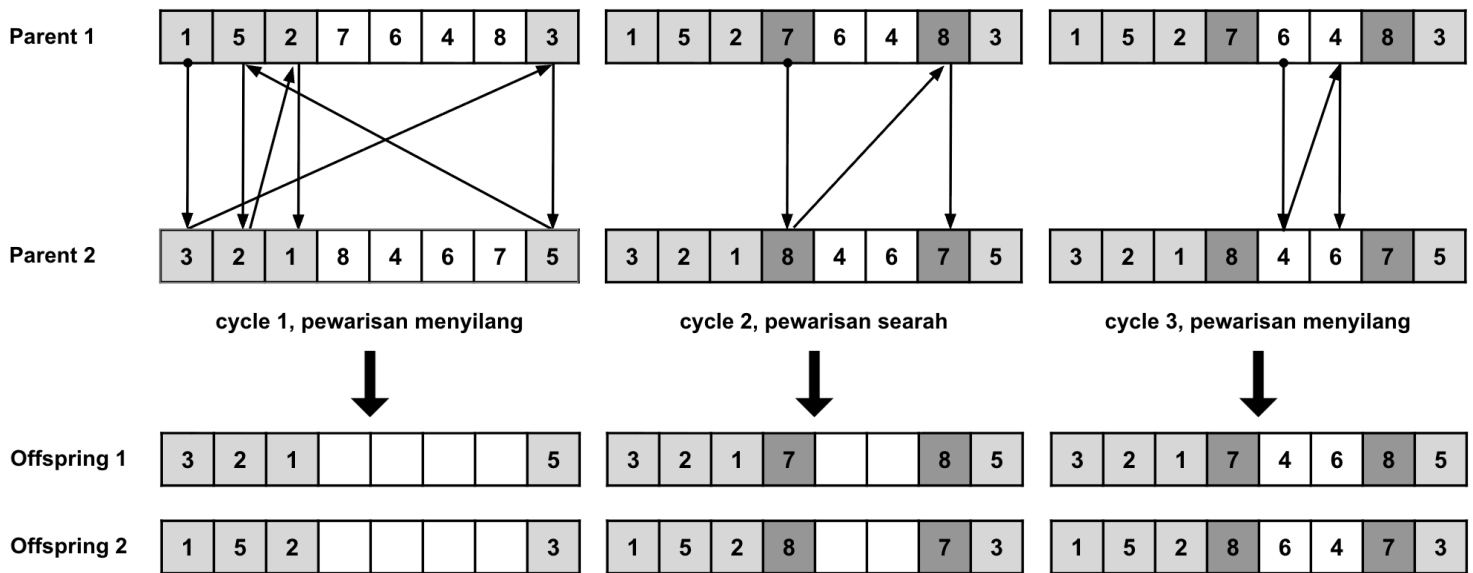 Parent 1 1 5 2 7 6 4 8 3 1 5 2 7 6 4 8 3 1 5 2 7 6 4 8 3
Parent 2 3 2 1 8 4 6 7 5 3 2 1 8 4 6 7 5 3 2 1 8 4 6 7 5
cycle 1, pewarisan menyilang cycle 2, pewarisan searah cycle 3, pewarisan menyilang
Offspring 1 3 2 1 5 3 2 1 7 8 5 3 2 1 7 4 6 8 5
Offspring 2 1 5 2 3 1 5 2 8 7 3 1 5 2 8 6 4 7 3